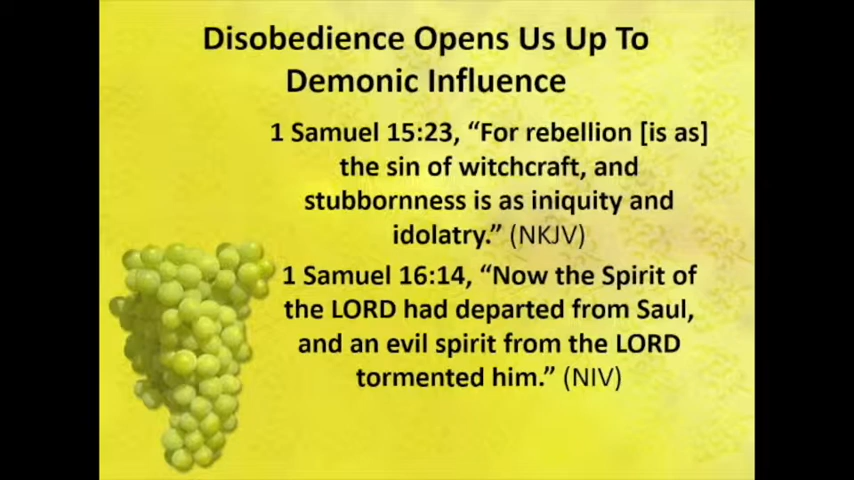 Disobedience Opens Us Up To
Demonic Influence
1 Samuel 15:23, “For rebellion [is as]
the sin of witchcraft, and
stubbornness is as iniquity and
idolatry.” (NKJV)
1 Samuel 16:14, “Now the Spirit of
the LORD had departed from Saul,
and an evil spirit from the LORD
tormented him.” (NIV)